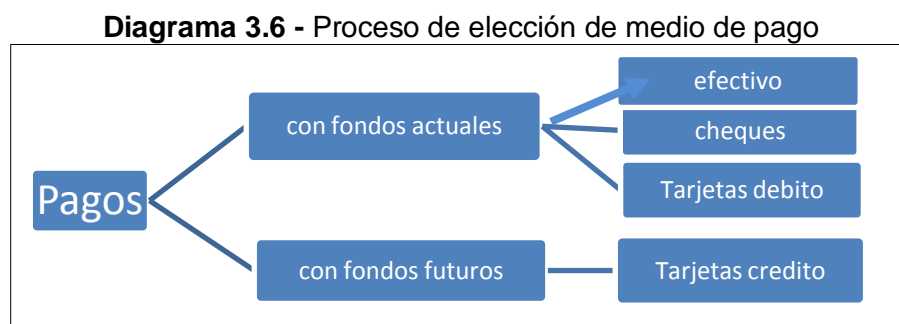 Diagrama 3.6 - Proceso de elección de medio de pago
efectivo
con fondos actuales
cheques
Tarjetas debito
Pagos
con fondos futuros
Tarjetas credito